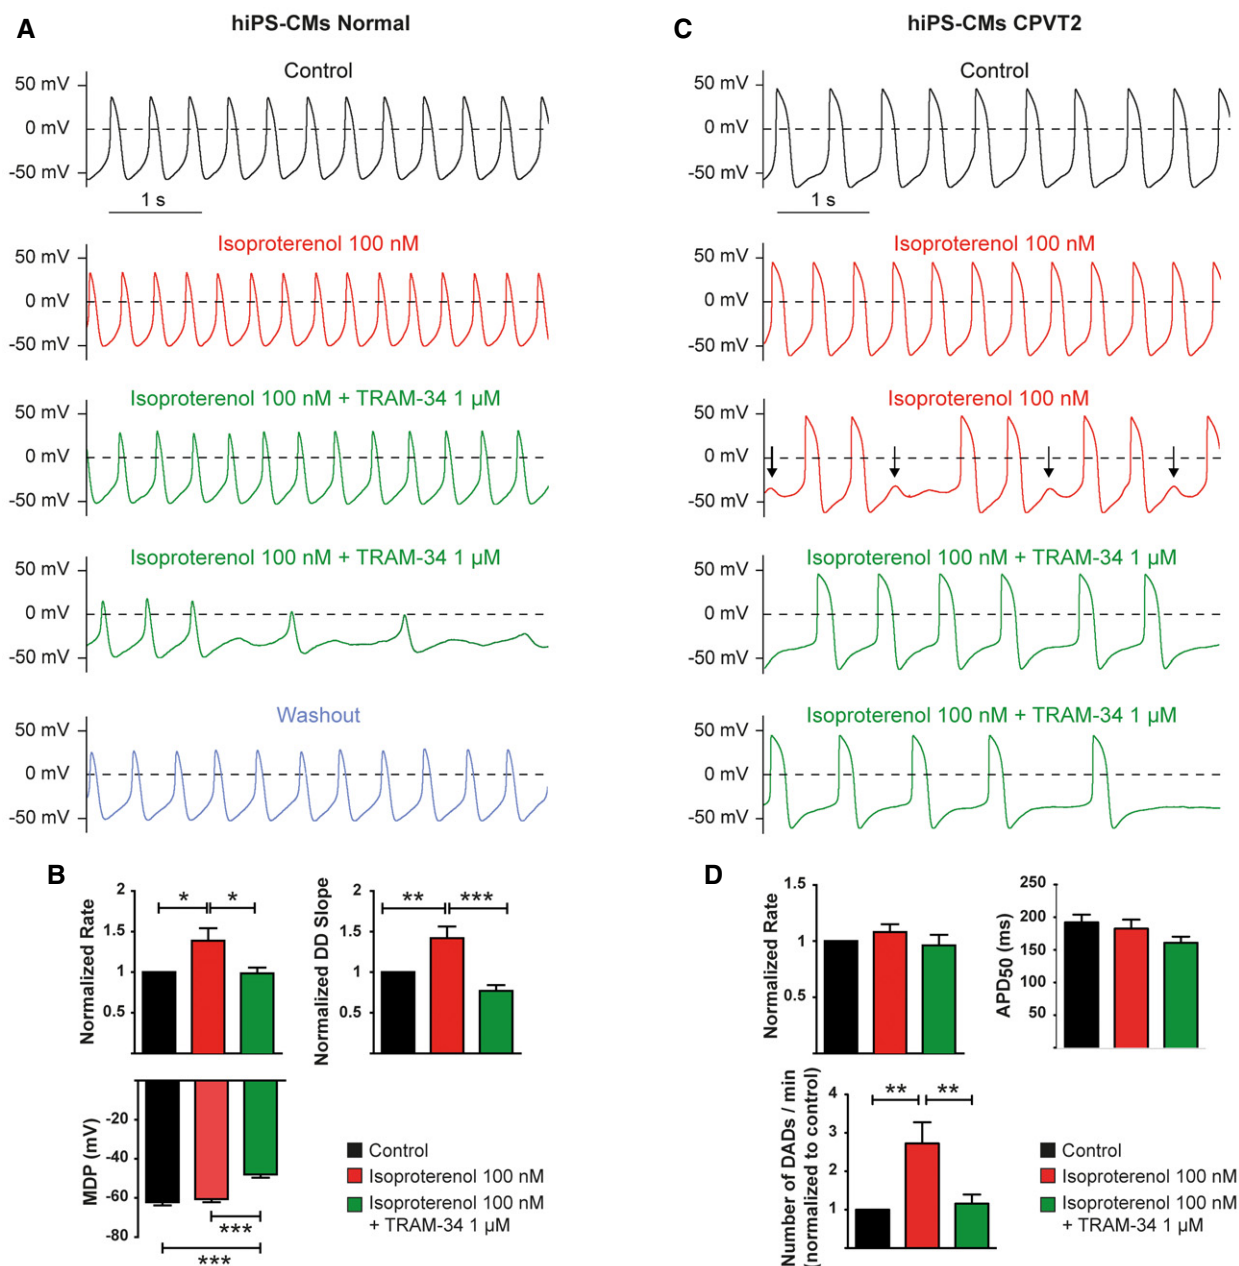 A
hiPS-CMs Normal
Control
50 mV
0 mV
-50 mV
1 s
Isoproterenol 100 nM
50 mV
0 mV
-50 mV
Isoproterenol 100 nM + TRAM-34 1 µM
50 mV
0 mV
-50 mV
Isoproterenol 100 nM + TRAM-34 1 µM
50 mV
0 mV
-50 mV
Washout
50 mV
0 mV
-50 mV
B
Normalized Rate
2
1.5
1
0.5
*
*
Normalized DD Slope
2
1.5
1
0.5
**
***
MDP (mV)
-20
-40
-60
-80
***
***
Control
Isoproterenol 100 nM
Isoproterenol 100 nM
+ TRAM-34 1 µM
C
hiPS-CMs CPVT2
Control
50 mV
0 mV
-50 mV
1 s
Isoproterenol 100 nM
50 mV
0 mV
-50 mV
Isoproterenol 100 nM
50 mV
0 mV
-50 mV
Isoproterenol 100 nM + TRAM-34 1 µM
50 mV
0 mV
-50 mV
Isoproterenol 100 nM + TRAM-34 1 µM
50 mV
0 mV
-50 mV
D
Normalized Rate
1.5
1
0.5
APD50 (ms)
250
200
150
100
50
Number of DADs / min
(normalized to control)
4
3
2
1
**
**
Control
Isoproterenol 100 nM
Isoproterenol 100 nM
+ TRAM-34 1 µM